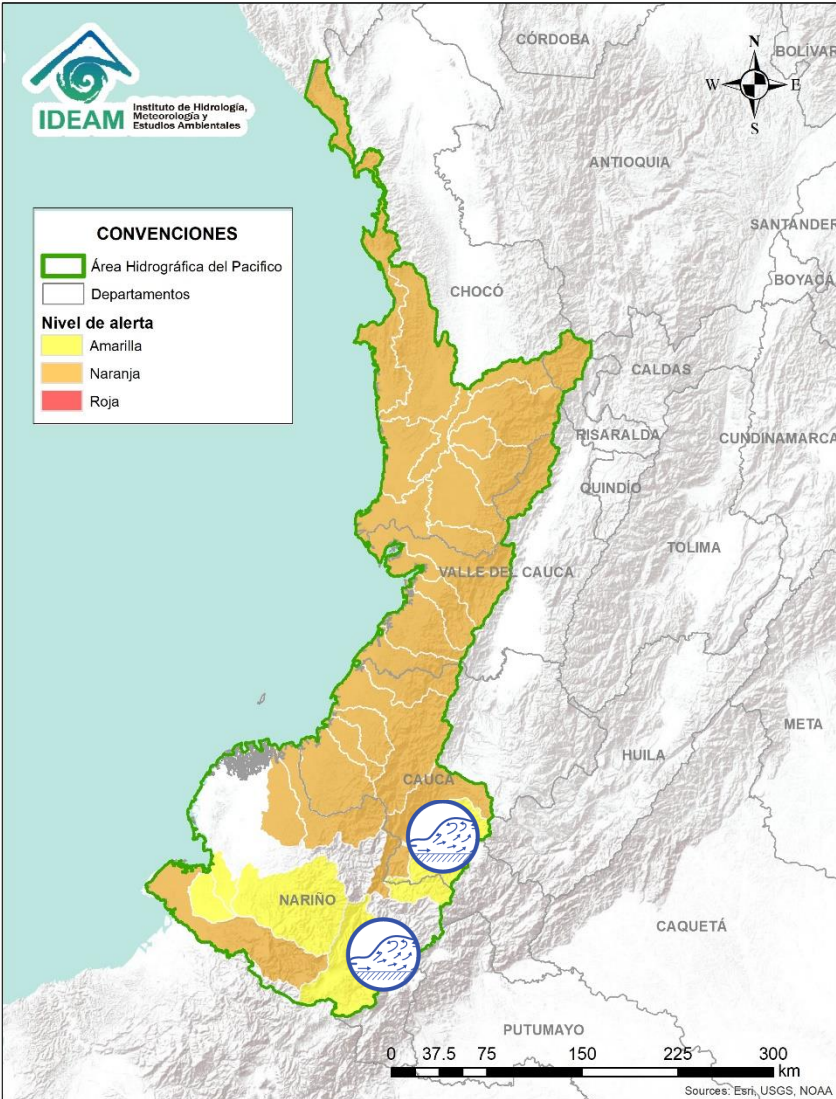 IDEAM
Instituto de Hidrología,
Meteorología y
Estudios Ambientales
CÓRDOBA
BOLÍVAR
N
W
E
S
ANTIOQUIA
SANTANDER
BOYACÁ
CHOCÓ
CALDAS
RISARALDA
CUNDINAMARCA
QUINDÍO
TOLIMA
VALLE DEL CAUCA
META
HUILA
CAUCA
NARIÑO
CAQUETÁ
PUTUMAYO
CONVENCIONES
Área Hidrográfica del Pacifico
Departamentos
Nivel de alerta
Amarilla
Naranja
Roja
0 37.5 75 150 225 300
km
Sources: Esri, USGS, NOAA